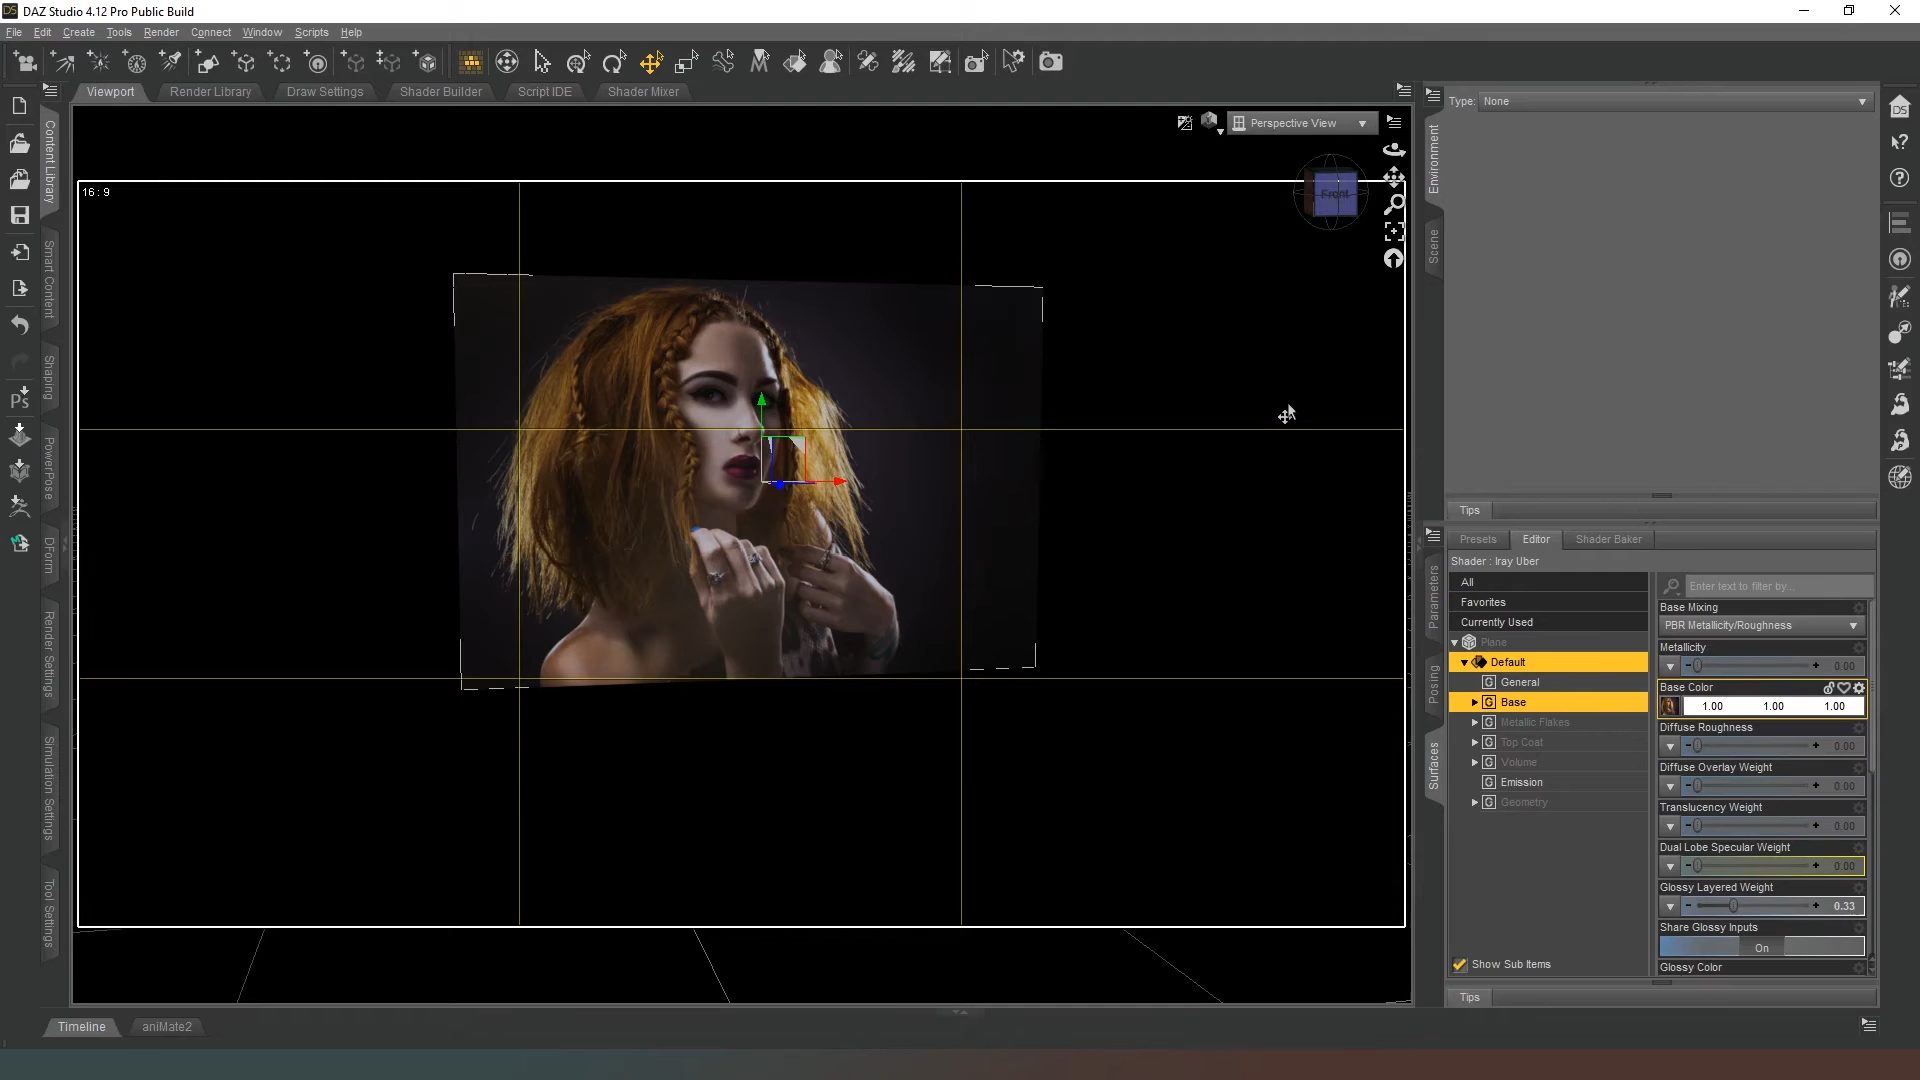 DAZ Studio 4.12 Pro Public Build
File Edit Create Tools Render Connect Window Scripts Help
Viewport Render Library Draw Settings Shader Builder Script IDE Shader Mixer
Perspective View
16 : 9
Front
Content Library
Smart Content
Shaping
PowerPose
DForm
Render Settings
Simulation Settings
Tool Settings
Ps
Type: None
Environment
Scene
Tips
Presets Editor Shader Baker
Shader : Iray Uber
Parameters
Posing
Surfaces
All
Favorites
Currently Used
Plane
Default
General
Base
Metallic Flakes
Top Coat
Volume
Emission
Geometry
Show Sub Items
Enter text to filter by...
Base Mixing
PBR Metallicity/Roughness
Metallicity
0.00
Base Color
1.00 1.00 1.00
Diffuse Roughness
0.00
Diffuse Overlay Weight
0.00
Translucency Weight
0.00
Dual Lobe Specular Weight
0.00
Glossy Layered Weight
0.33
Share Glossy Inputs
On
Glossy Color
Tips
Timeline aniMate2